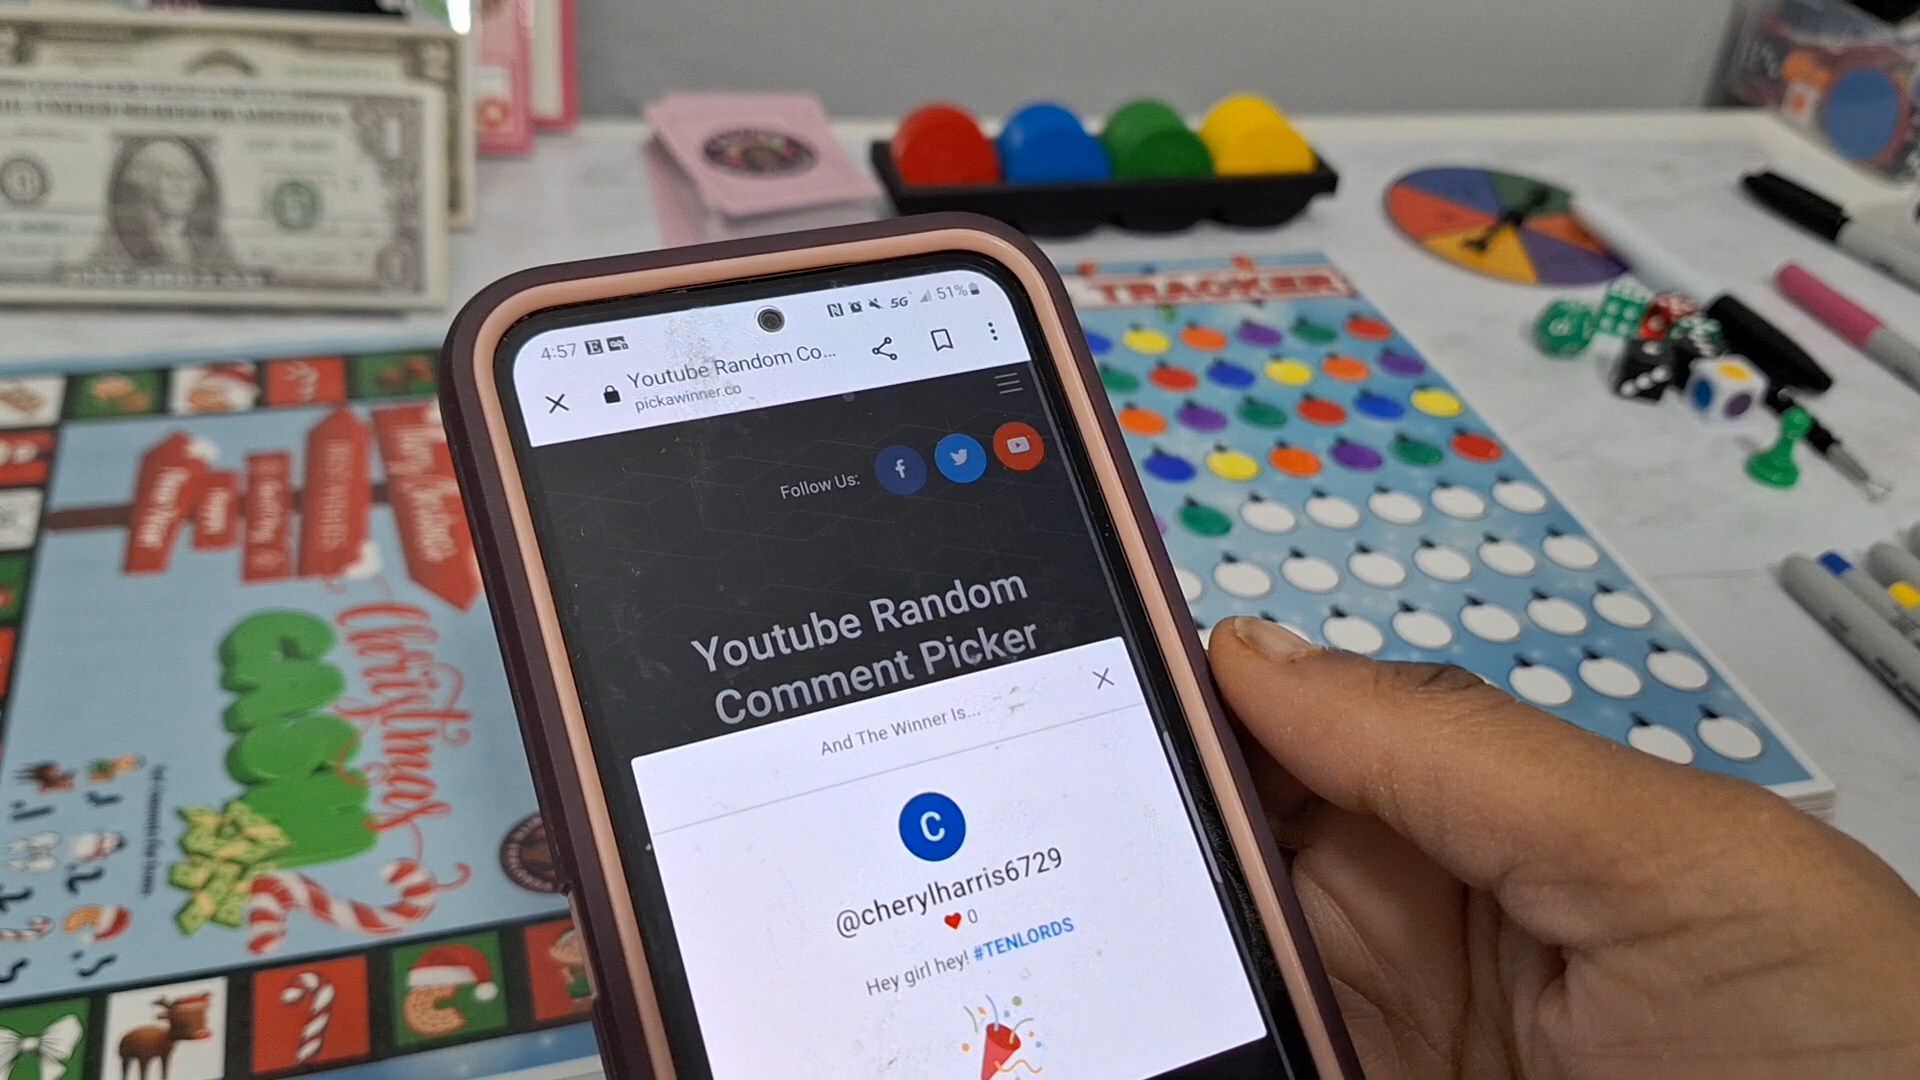 4:57
5G
51%
Youtube Random Co...
pickawinner.co
Follow Us:
Youtube Random
Comment Picker
And The Winner Is...
C
@cherylharris6729
0
Hey girl hey! #TENLORDS
TRACKER
Christmas
CASH
1